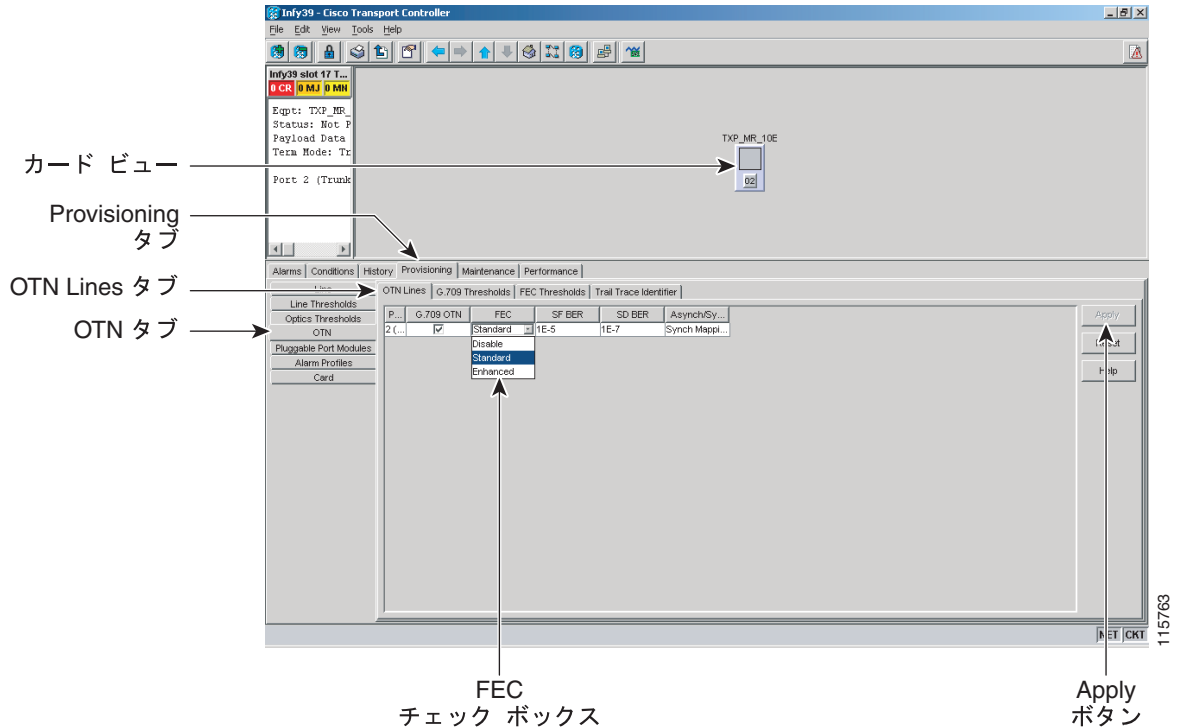 Infy39 - Cisco Transport Controller
File Edit View Tools Help
Infy39 slot 17 T...
0 CR 0 MJ 0 MN
Eqpt: TXP_MR_
Status: Not P
Payload Data
Term Mode: Tr
Port 2 (Trunk
TXP_MR_10E
02
カード ビュー
Provisioning
タブ
OTN Lines タブ
OTN タブ
Alarms Conditions History Provisioning Maintenance Performance
Line
Line Thresholds
Optics Thresholds
OTN
Pluggable Port Modules
Alarm Profiles
Card
OTN Lines G.709 Thresholds FEC Thresholds Trail Trace Identifier
P... G.709 OTN FEC SF BER SD BER Asynch/Sy...
2 (... Standard 1E-5 1E-7 Synch Mappi...
Disable
Standard
Enhanced
Apply
Reset
Help
NET CKT
115763
FEC
チェック ボックス
Apply
ボタン